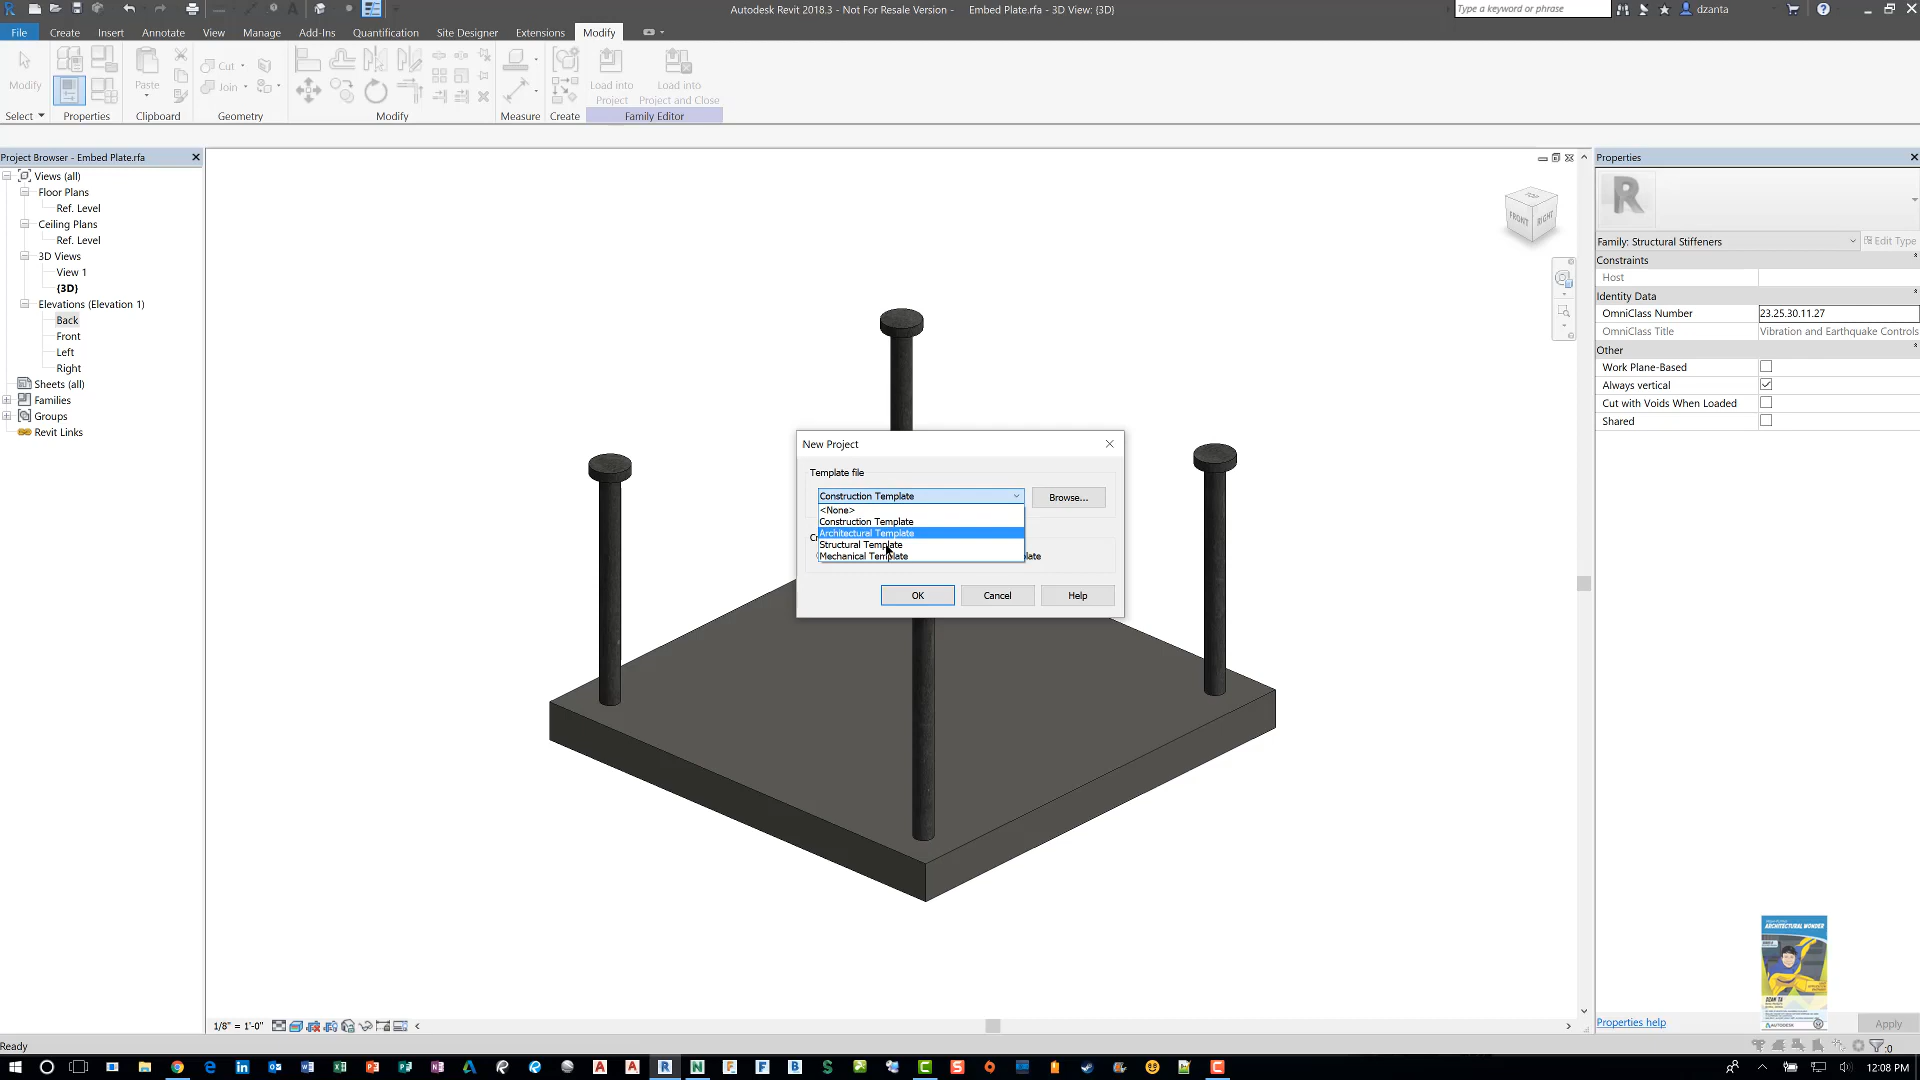 Autodesk Revit 2018.3 - Not For Resale Version - Embed Plate.rfa - 3D View: {3D}
Type a keyword or phrase
dzanta
File Create Insert Annotate View Manage Add-Ins Quantification Site Designer Extensions Modify
Modify
Paste
Cut
Join
Load into Project
Load into Project and Close
Select Properties Clipboard Geometry Modify Measure Create Family Editor
Project Browser - Embed Plate.rfa
Views (all)
Floor Plans
Ref. Level
Ceiling Plans
Ref. Level
3D Views
View 1
{3D}
Elevations (Elevation 1)
Back
Front
Left
Right
Sheets (all)
Families
Groups
Revit Links
TOP
FRONT
RIGHT
New Project
Template file
Construction Template
Browse...
<None>
Construction Template
Architectural Template
Structural Template
Mechanical Template
OK
Cancel
Help
Properties
Family: Structural Stiffeners
Edit Type
Constraints
Host
Identity Data
OmniClass Number 23.25.30.11.27
OmniClass Title Vibration and Earthquake Controls
Other
Work Plane-Based
Always vertical
Cut with Voids When Loaded
Shared
ARCHITECTURAL WONDER
AUTODESK
Properties help
Apply
1/8" = 1'-0"
Ready
:0
12:08 PM